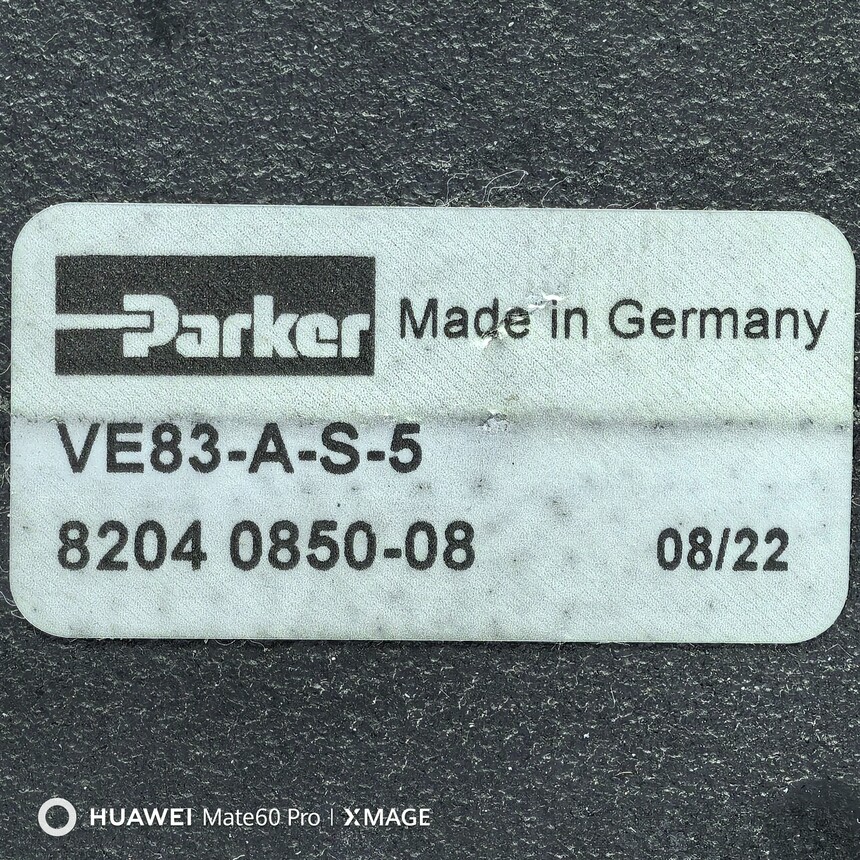 Parker Made in Germany
VE83-A-S-5
8204 0850-08 08/22
HUAWEI Mate60 Pro | XMAGE